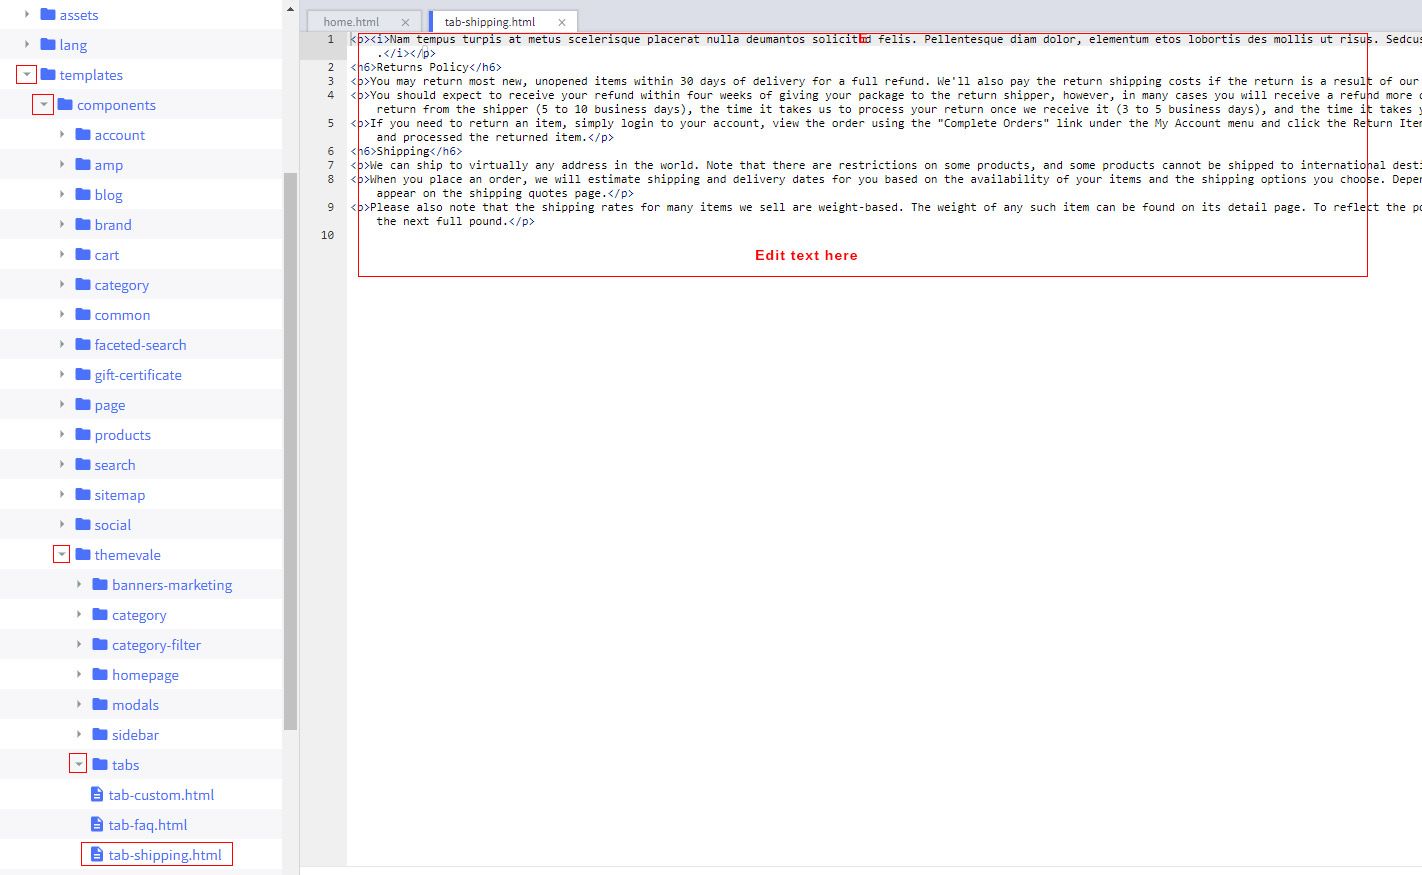 assets
lang
templates
components
account
amp
blog
brand
cart
category
common
faceted-search
gift-certificate
page
products
search
sitemap
social
themevale
banners-marketing
category
category-filter
homepage
modals
sidebar
tabs
tab-custom.html
tab-faq.html
tab-shipping.html
home.html ×
tab-shipping.html ×
1 <p><i>Nam tempus turpis at metus scelerisque placerat nulla deumantos solicitud felis. Pellentesque diam dolor, elementum etos lobortis des mollis ut risus. Sedcus
.</i></p>
2 <h6>Returns Policy</h6>
3 <p>You may return most new, unopened items within 30 days of delivery for a full refund. We'll also pay the return shipping costs if the return is a result of our
4 <p>You should expect to receive your refund within four weeks of giving your package to the return shipper, however, in many cases you will receive a refund more
return from the shipper (5 to 10 business days), the time it takes us to process your return once we receive it (3 to 5 business days), and the time it takes
5 <p>If you need to return an item, simply login to your account, view the order using the "Complete Orders" link under the My Account menu and click the Return Item
and processed the returned item.</p>
6 <h6>Shipping</h6>
7 <p>We can ship to virtually any address in the world. Note that there are restrictions on some products, and some products cannot be shipped to international desti
8 <p>When you place an order, we will estimate shipping and delivery dates for you based on the availability of your items and the shipping options you choose. Depen
appear on the shipping quotes page.</p>
9 <p>Please also note that the shipping rates for many items we sell are weight-based. The weight of any such item can be found on its detail page. To reflect the po
the next full pound.</p>
10
Edit text here